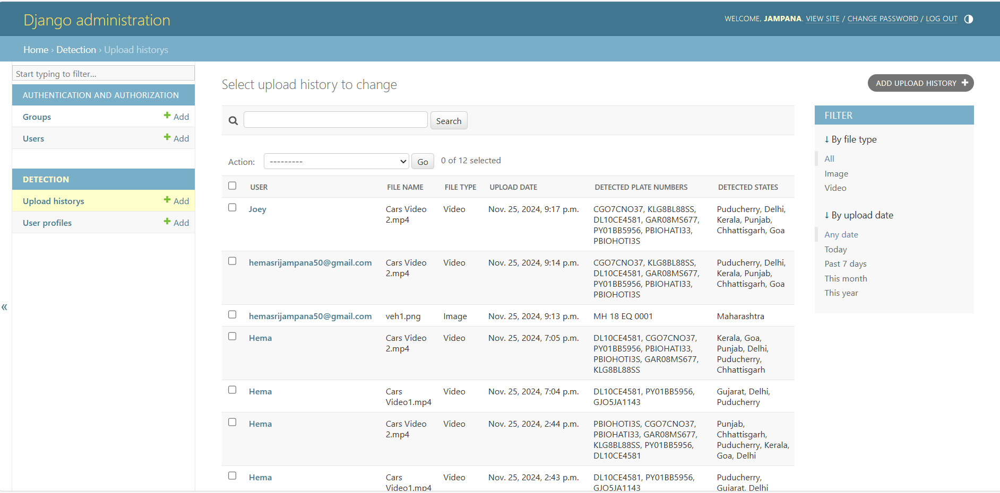 Django administration
WELCOME, JAMPANA. VIEW SITE / CHANGE PASSWORD / LOG OUT
Home › Detection › Upload historys
Start typing to filter...
AUTHENTICATION AND AUTHORIZATION
Groups + Add
Users + Add
DETECTION
Upload historys + Add
User profiles + Add
«
Select upload history to change
ADD UPLOAD HISTORY +
Search
Action: --------- Go 0 of 12 selected
USER FILE NAME FILE TYPE UPLOAD DATE DETECTED PLATE NUMBERS DETECTED STATES
Joey Cars Video Video Nov. 25, 2024, 9:17 p.m. CGO7CNO37, KLG8BL88SS, Puducherry, Delhi,
2.mp4 DL10CE4581, GAR08MS677, Kerala, Punjab,
PY01BB5956, PBIOHATI33, Chhattisgarh, Goa
PBIOHOTI3S
hemasrijampana50@gmail.com Cars Video Video Nov. 25, 2024, 9:14 p.m. CGO7CNO37, KLG8BL88SS, Puducherry, Delhi,
2.mp4 DL10CE4581, GAR08MS677, Kerala, Punjab,
PY01BB5956, PBIOHATI33, Chhattisgarh, Goa
PBIOHOTI3S
hemasrijampana50@gmail.com veh1.png Image Nov. 25, 2024, 9:13 p.m. MH 18 EQ 0001 Maharashtra
Hema Cars Video Video Nov. 25, 2024, 7:05 p.m. DL10CE4581, CGO7CNO37, Kerala, Goa,
2.mp4 PY01BB5956, PBIOHATI33, Punjab, Delhi,
PBIOHOTI3S, GAR08MS677, Puducherry,
KLG8BL88SS Chhattisgarh
Hema Cars Video Nov. 25, 2024, 7:04 p.m. DL10CE4581, PY01BB5956, Gujarat, Delhi,
Video1.mp4 GJO5JA1143 Puducherry
Hema Cars Video Video Nov. 25, 2024, 2:44 p.m. PBIOHOTI3S, CGO7CNO37, Punjab,
2.mp4 PBIOHATI33, GAR08MS677, Chhattisgarh,
KLG8BL88SS, PY01BB5956, Puducherry, Kerala,
DL10CE4581 Goa, Delhi
Hema Cars Video Nov. 25, 2024, 2:43 p.m. DL10CE4581, PY01BB5956, Puducherry,
Video1.mp4 GJO5JA1143 Gujarat, Delhi
FILTER
↓ By file type
All
Image
Video
↓ By upload date
Any date
Today
Past 7 days
This month
This year